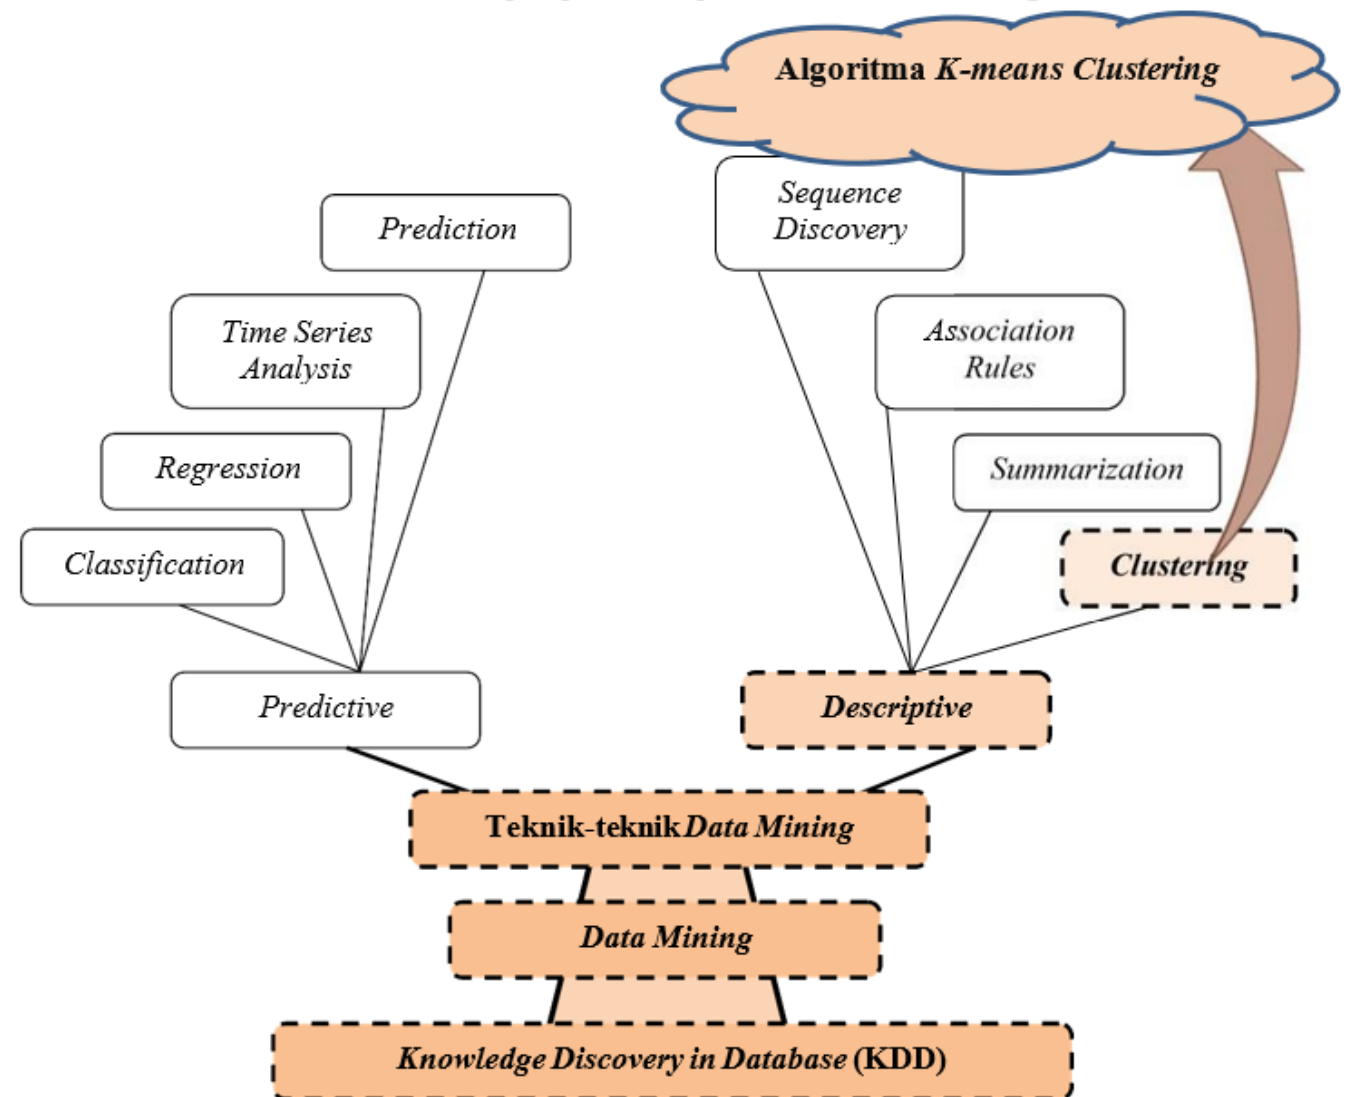 Algoritma K-means Clustering
Sequence
Discovery
Prediction
Time Series
Analysis
Association
Rules
Regression
Summarization
Classification
Clustering
Predictive
Descriptive
Teknik-teknik Data Mining
Data Mining
Knowledge Discovery in Database (KDD)